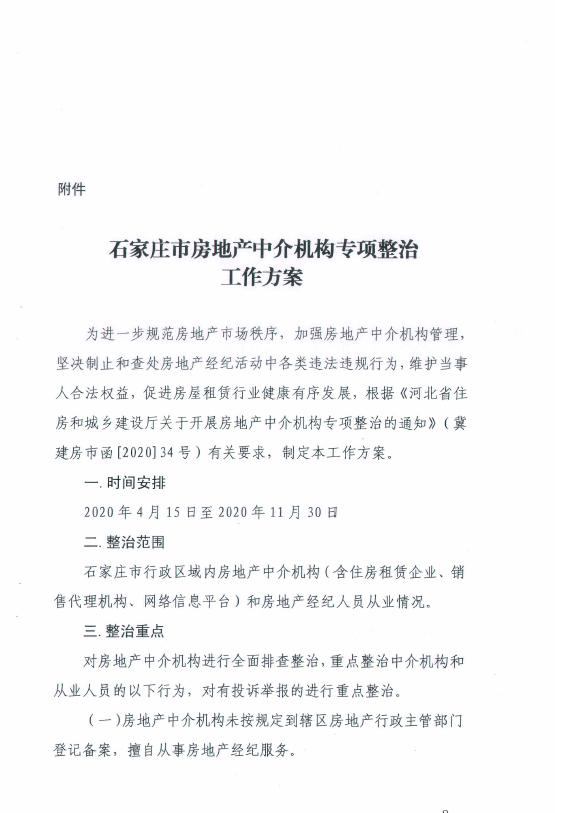 附件
石家庄市房地产中介机构专项整治
工作方案
为进一步规范房地产市场秩序，加强房地产中介机构管理，
坚决制止和查处房地产经纪活动中各类违法违规行为，维护当事
人合法权益，促进房屋租赁行业健康有序发展，根据《河北省住
房和城乡建设厅关于开展房地产中介机构专项整治的通知》（冀
建房市函[2020]34号）有关要求，制定本工作方案。
一.时间安排
2020年4月15日至2020年11月30日
二.整治范围
石家庄市行政区域内房地产中介机构（含住房租赁企业、销
售代理机构、网络信息平台）和房地产经纪人员从业情况。
三.整治重点
对房地产中介机构进行全面排查整治，重点整治中介机构和
从业人员的以下行为，对有投诉举报的进行重点整治。
（一）房地产中介机构未按规定到辖区房地产行政主管部门
登记备案，擅自从事房地产经纪服务。